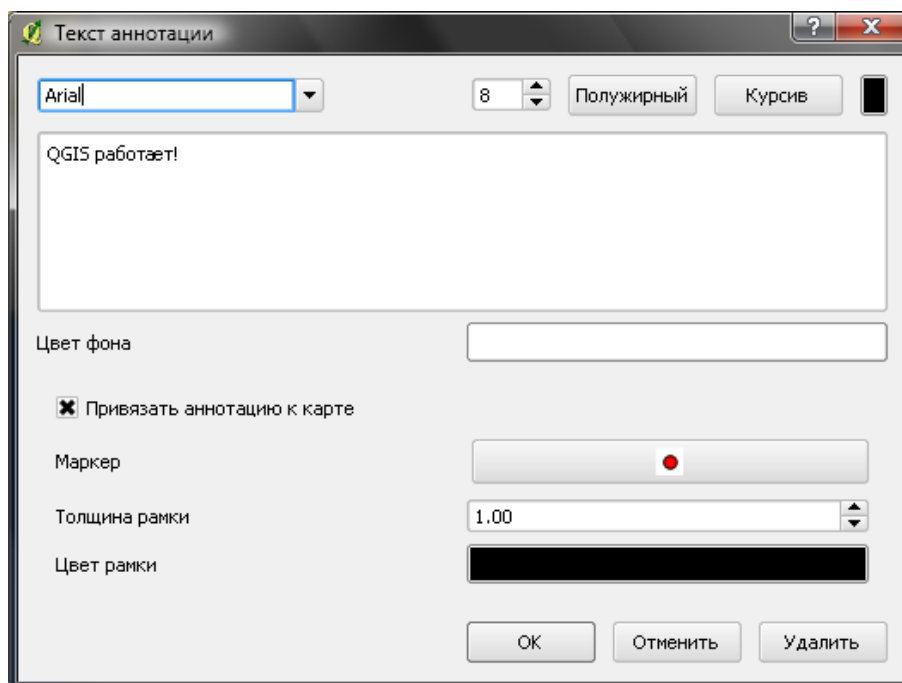 Текст аннотации
?
Arial 8 Полужирный Курсив
QGIS работает!
Цвет фона
Привязать аннотацию к карте
Маркер
Толщина рамки 1.00
Цвет рамки
OK Отменить Удалить